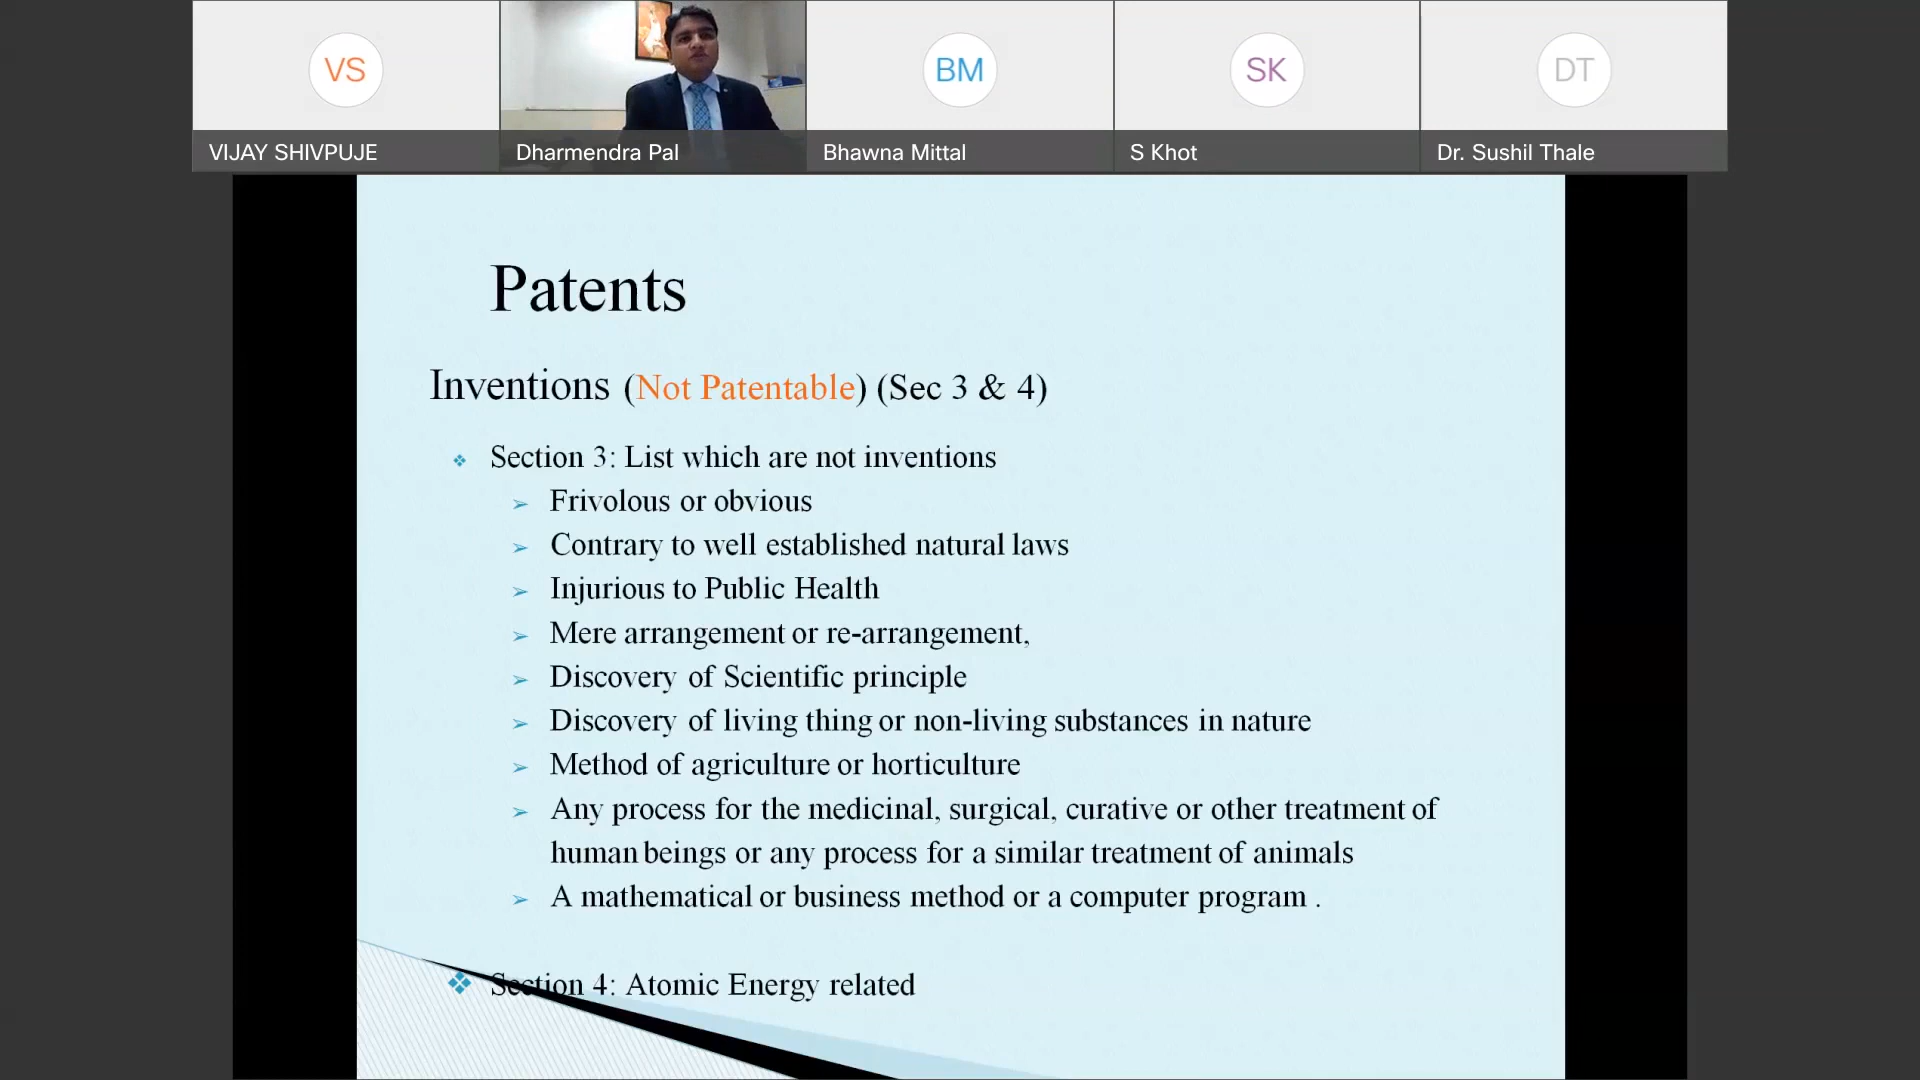 VS
BM
SK
DT
VIJAY SHIVPUJE
Dharmendra Pal
Bhawna Mittal
S Khot
Dr. Sushil Thale
Patents
Inventions (Not Patentable) (Sec 3 & 4)
Section 3: List which are not inventions
Frivolous or obvious
Contrary to well established natural laws
Injurious to Public Health
Mere arrangement or re-arrangement,
Discovery of Scientific principle
Discovery of living thing or non-living substances in nature
Method of agriculture or horticulture
Any process for the medicinal, surgical, curative or other treatment of
human beings or any process for a similar treatment of animals
A mathematical or business method or a computer program .
Section 4: Atomic Energy related